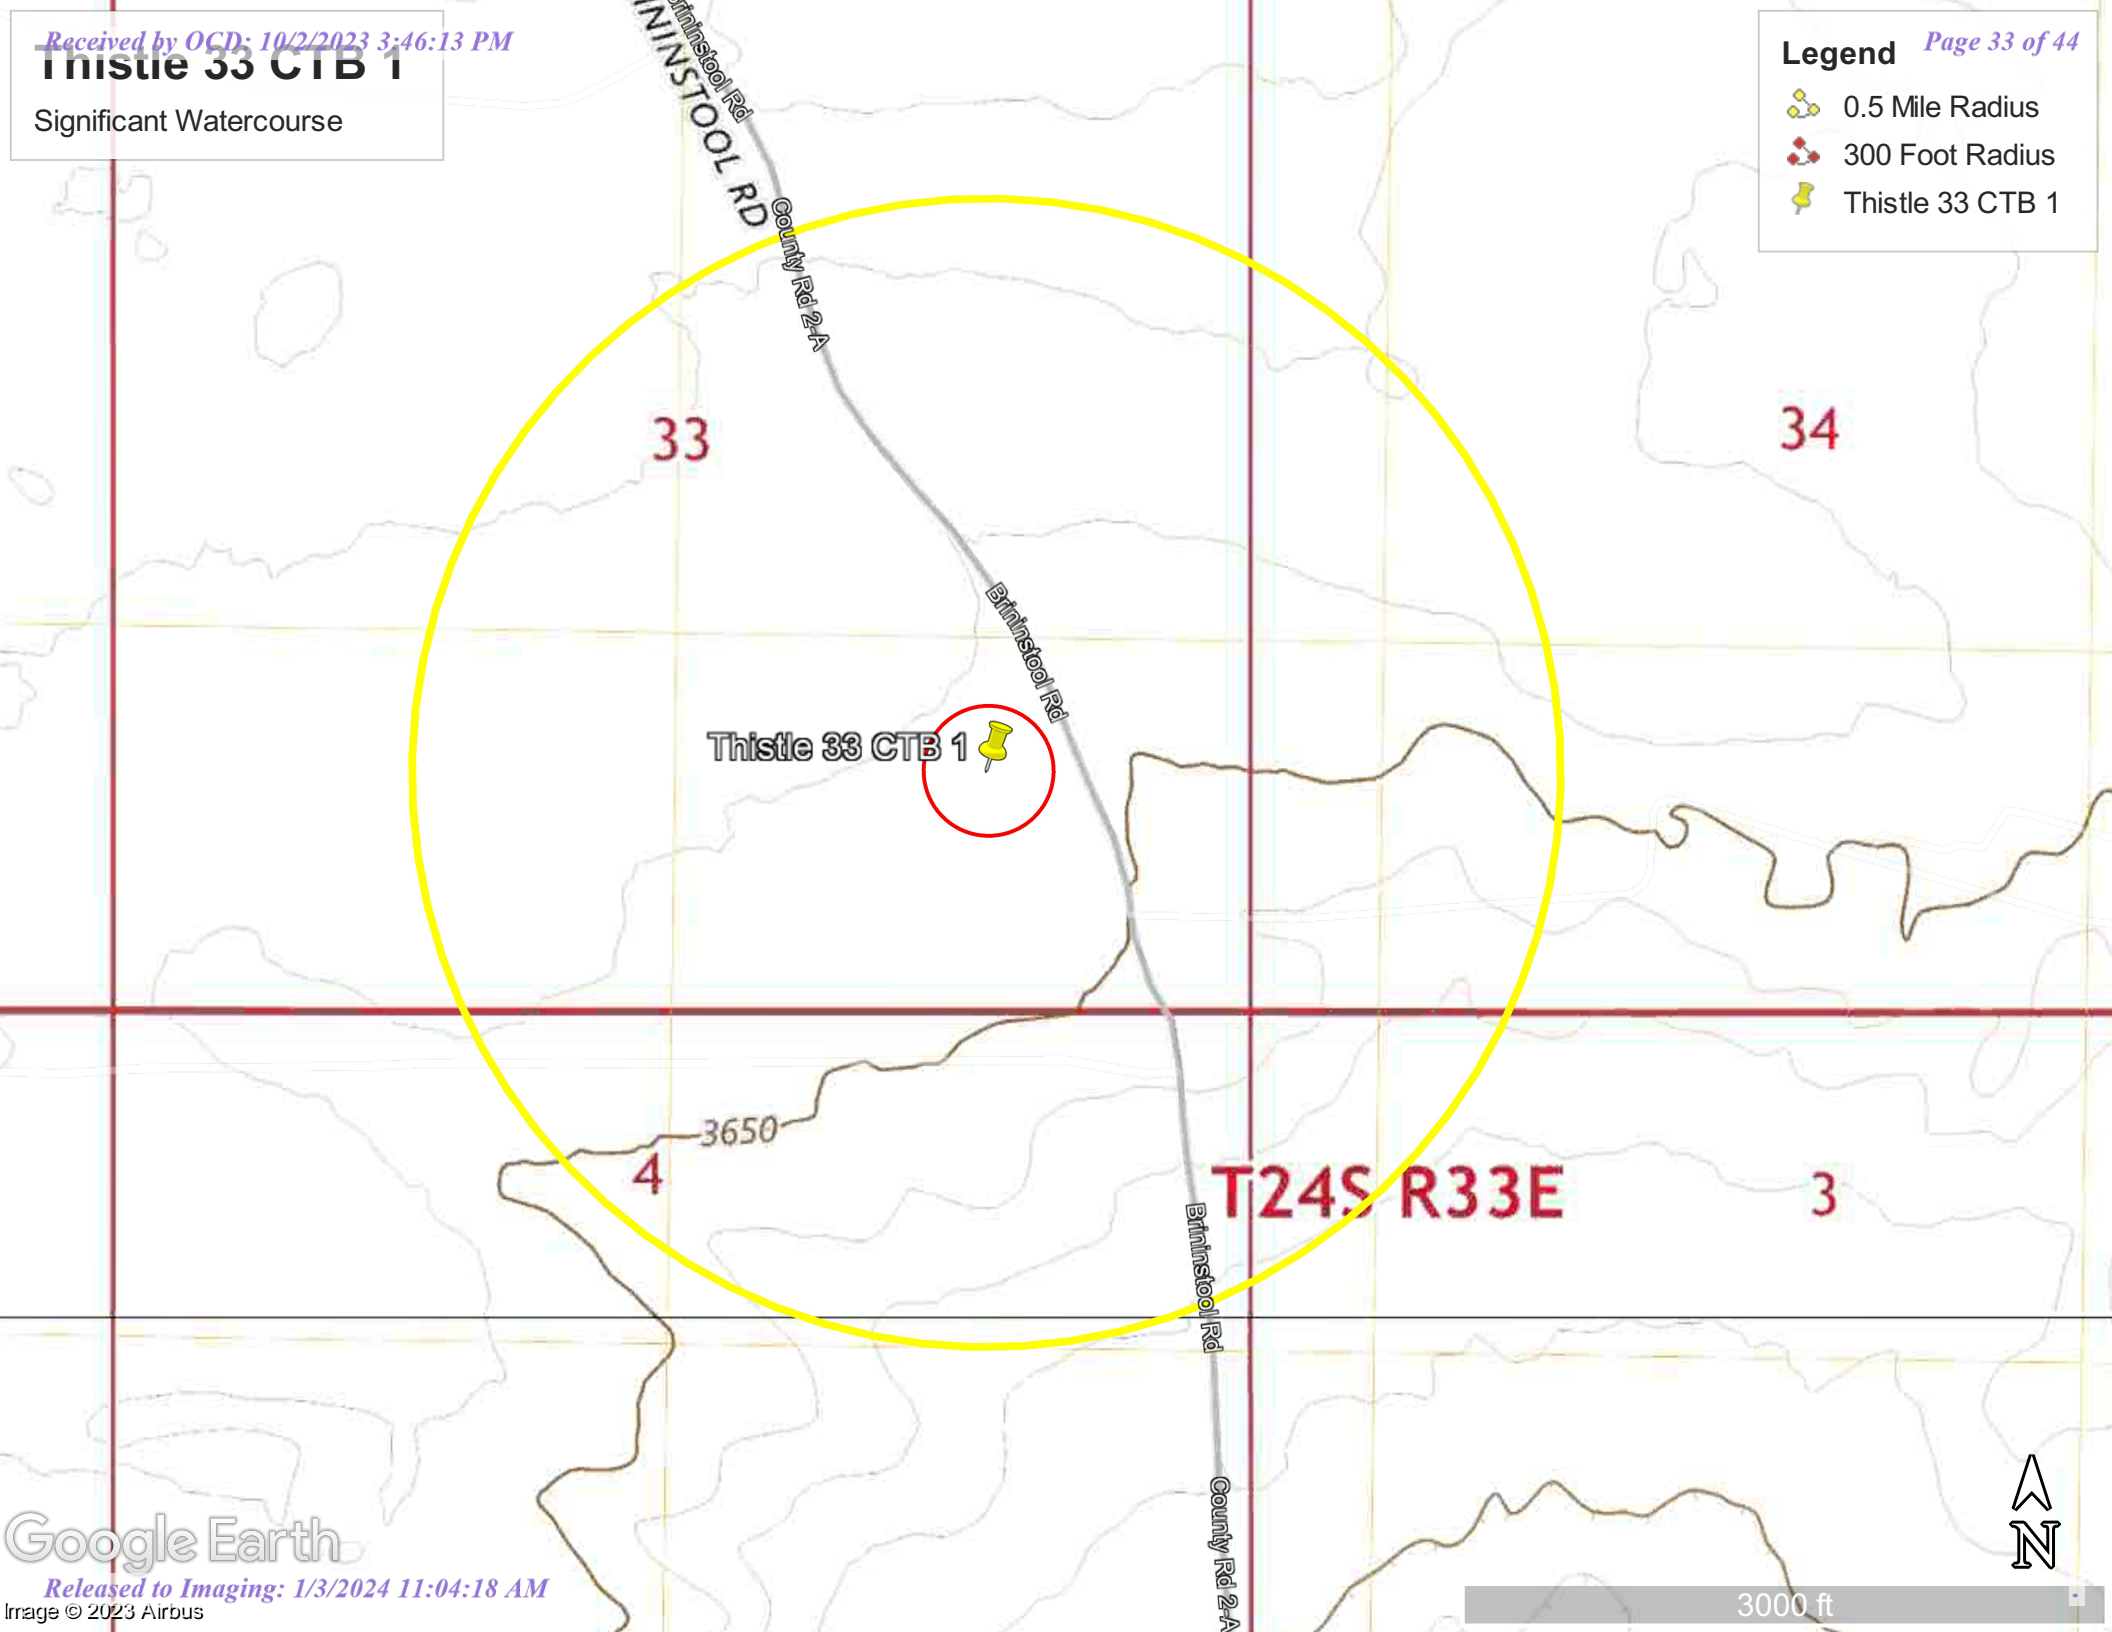 Received by OCD: 10/2/2023 3:46:13 PM
Page 33 of 44
Thistle 33 CTB 1
Significant Watercourse
Legend
0.5 Mile Radius
300 Foot Radius
Thistle 33 CTB 1
Brininstool Rd
NINSTOOL RD
County Rd 2-A
33
34
Brininstool Rd
Thistle 33 CTB 1
3650
4
T24S R33E
3
Brininstool Rd
County Rd 2-A
N
Google Earth
Released to Imaging: 1/3/2024 11:04:18 AM
Image © 2023 Airbus
3000 ft